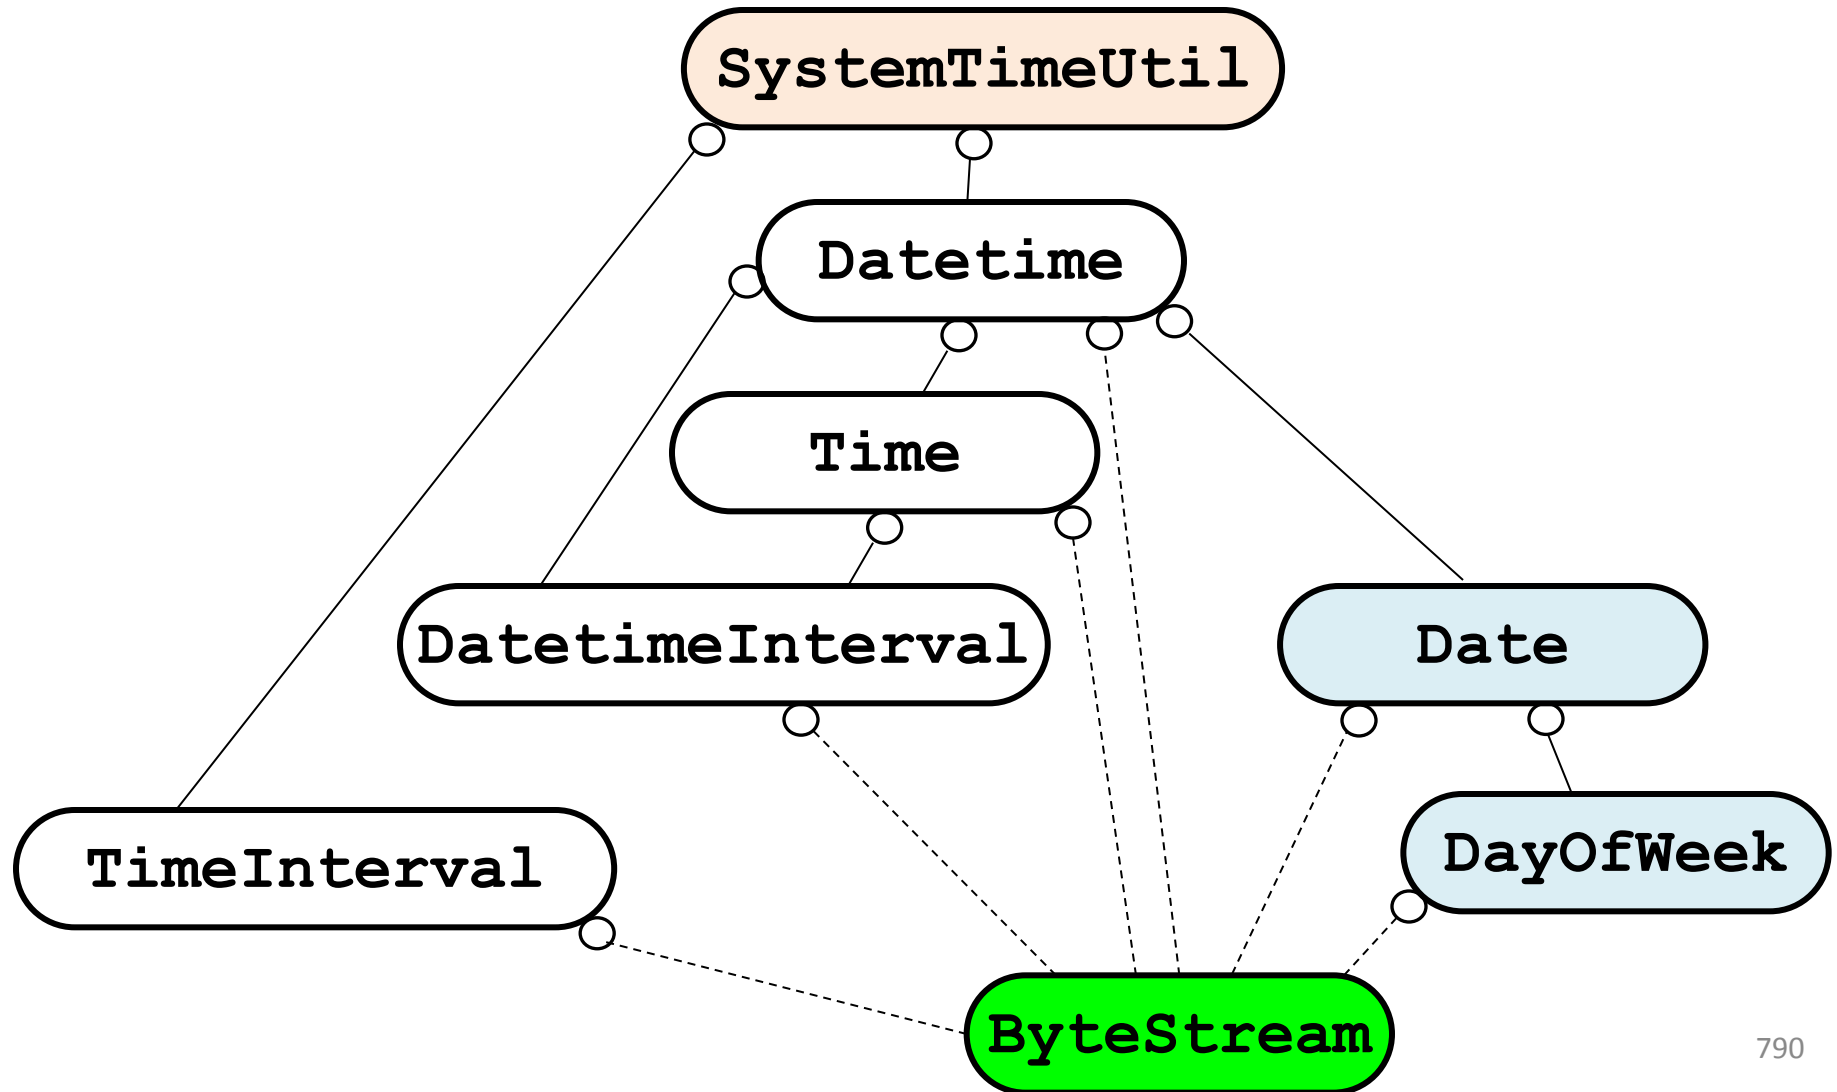 SystemTimeUtil
Datetime
Time
DatetimeInterval
Date
TimeInterval
DayOfWeek
ByteStream
790